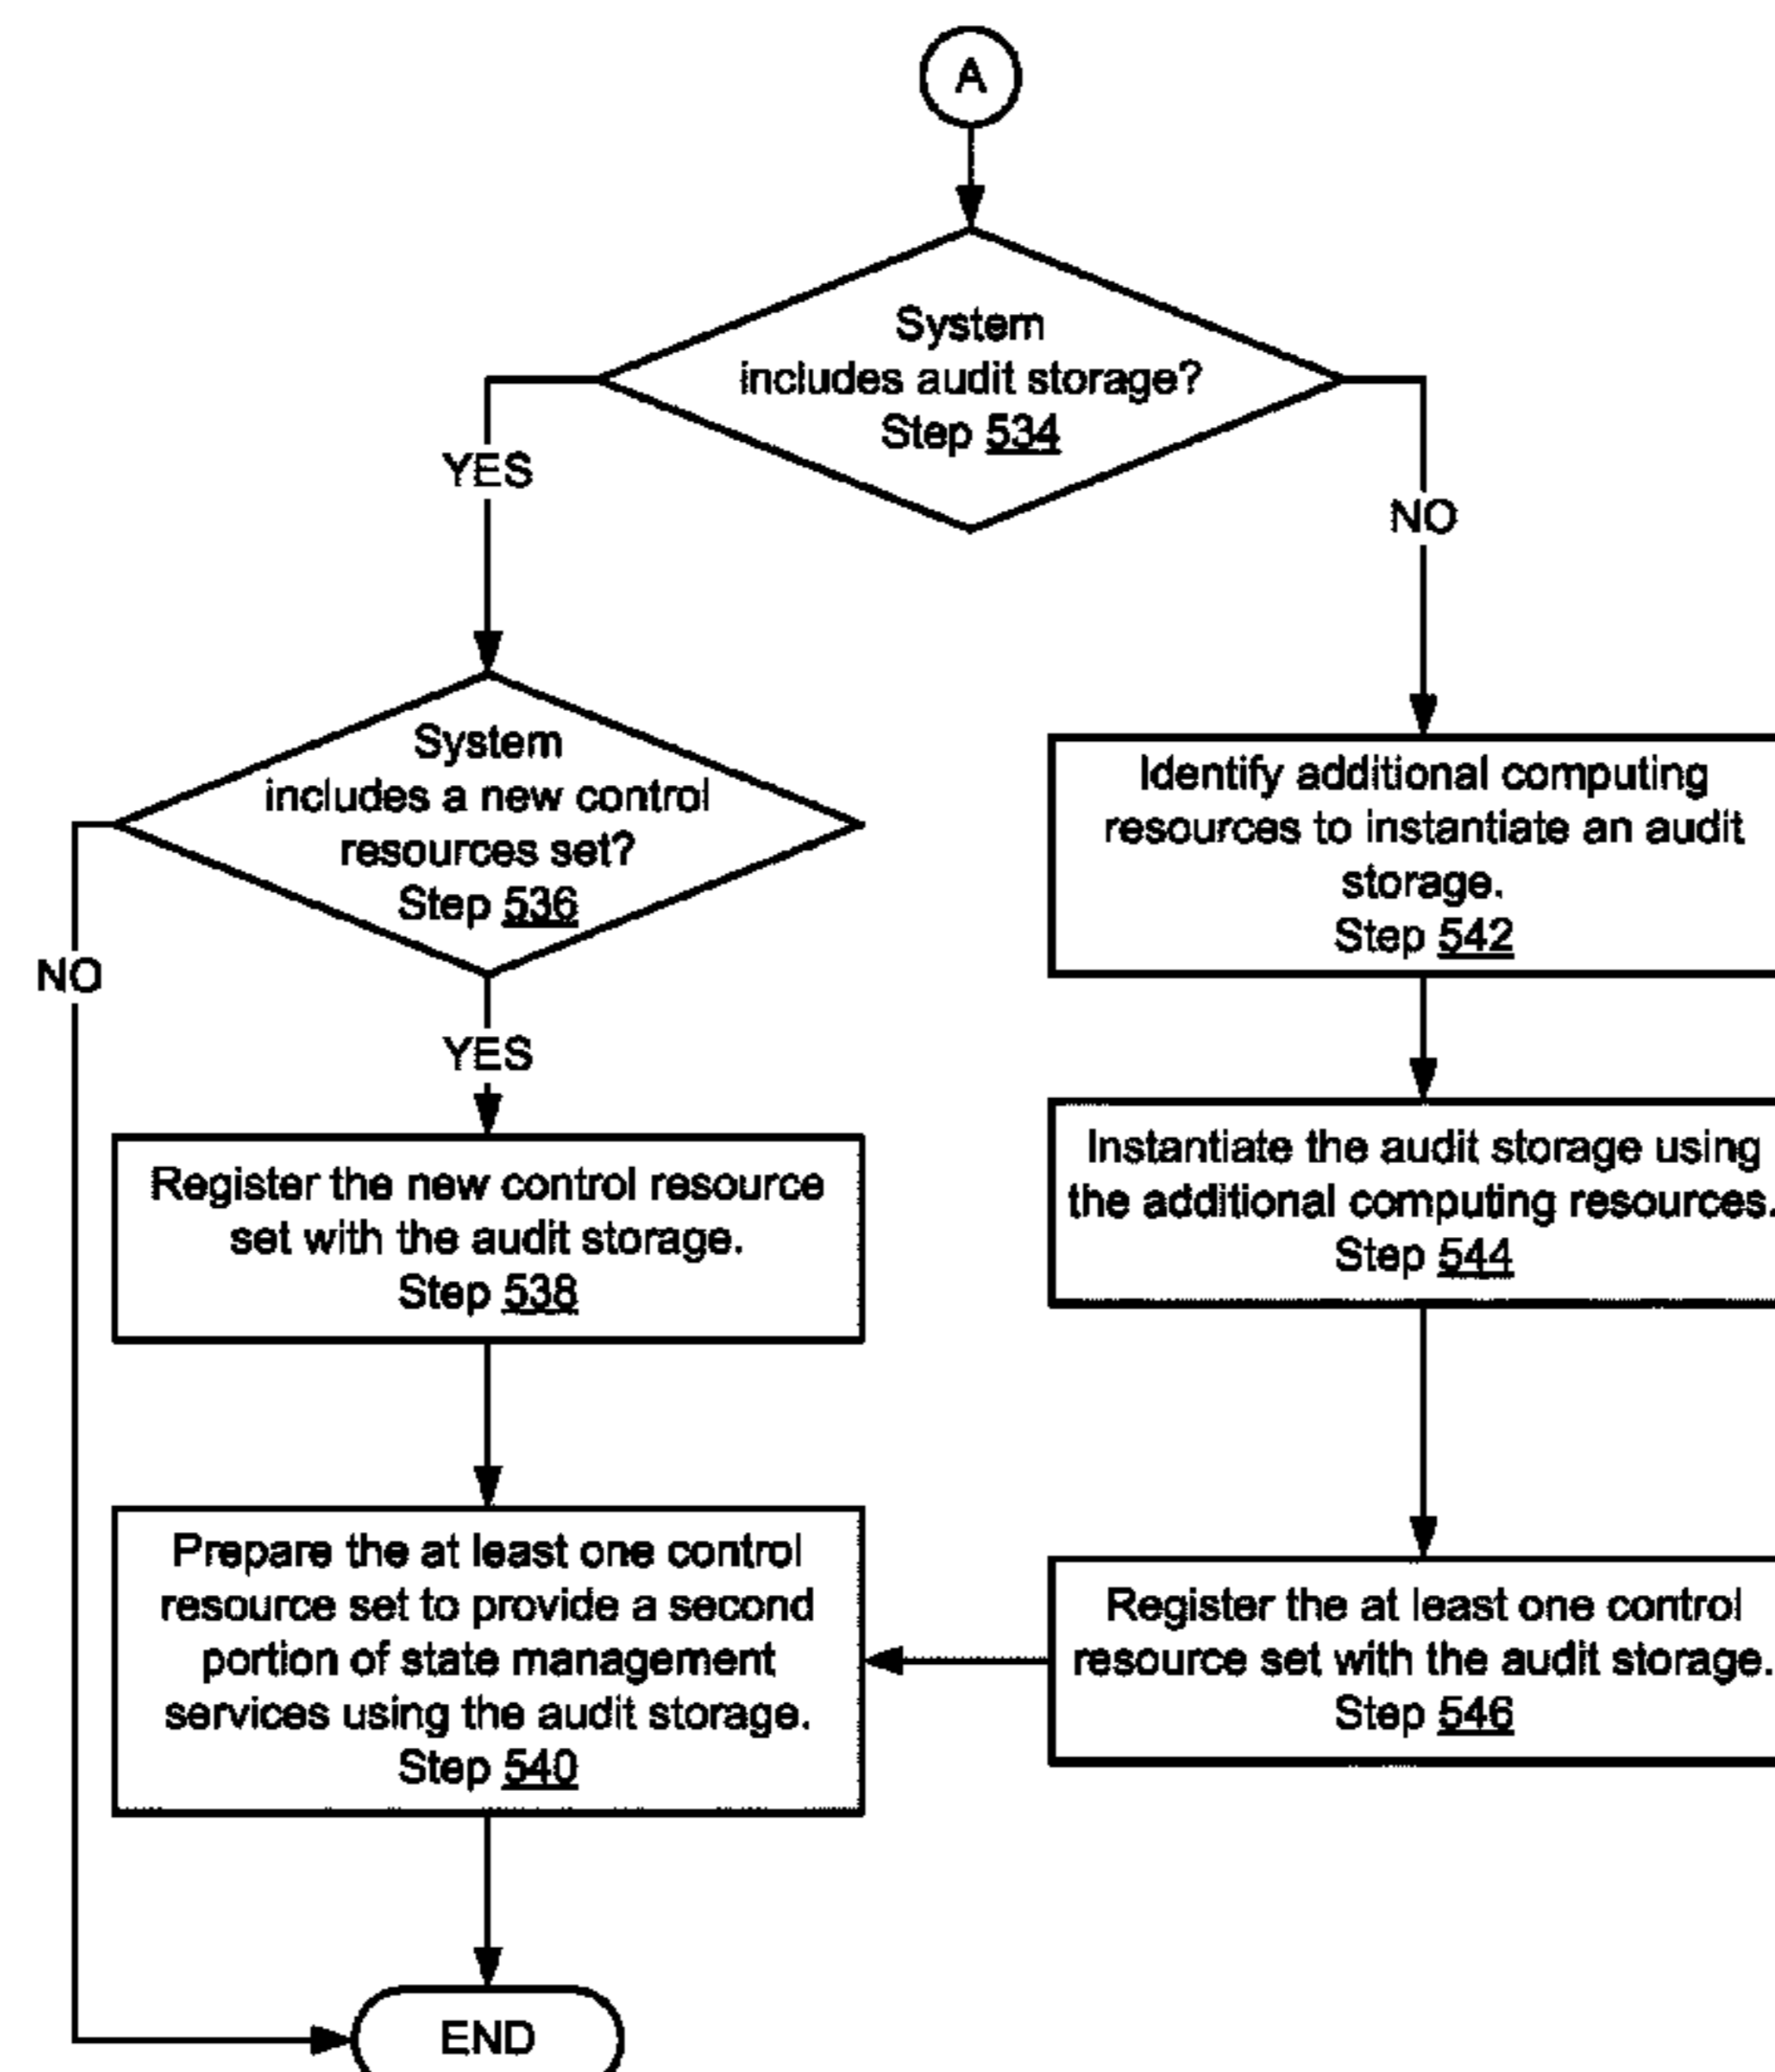 A
System
includes audit storage?
Step 534
YES
NO
System
includes a new control
resources set?
Step 536
NO
YES
Identify additional computing
resources to instantiate an audit
storage.
Step 542
Instantiate the audit storage using
the additional computing resources.
Step 544
Register the new control resource
set with the audit storage.
Step 538
Prepare the at least one control
resource set to provide a second
portion of state management
services using the audit storage.
Step 540
Register the at least one control
resource set with the audit storage.
Step 546
END